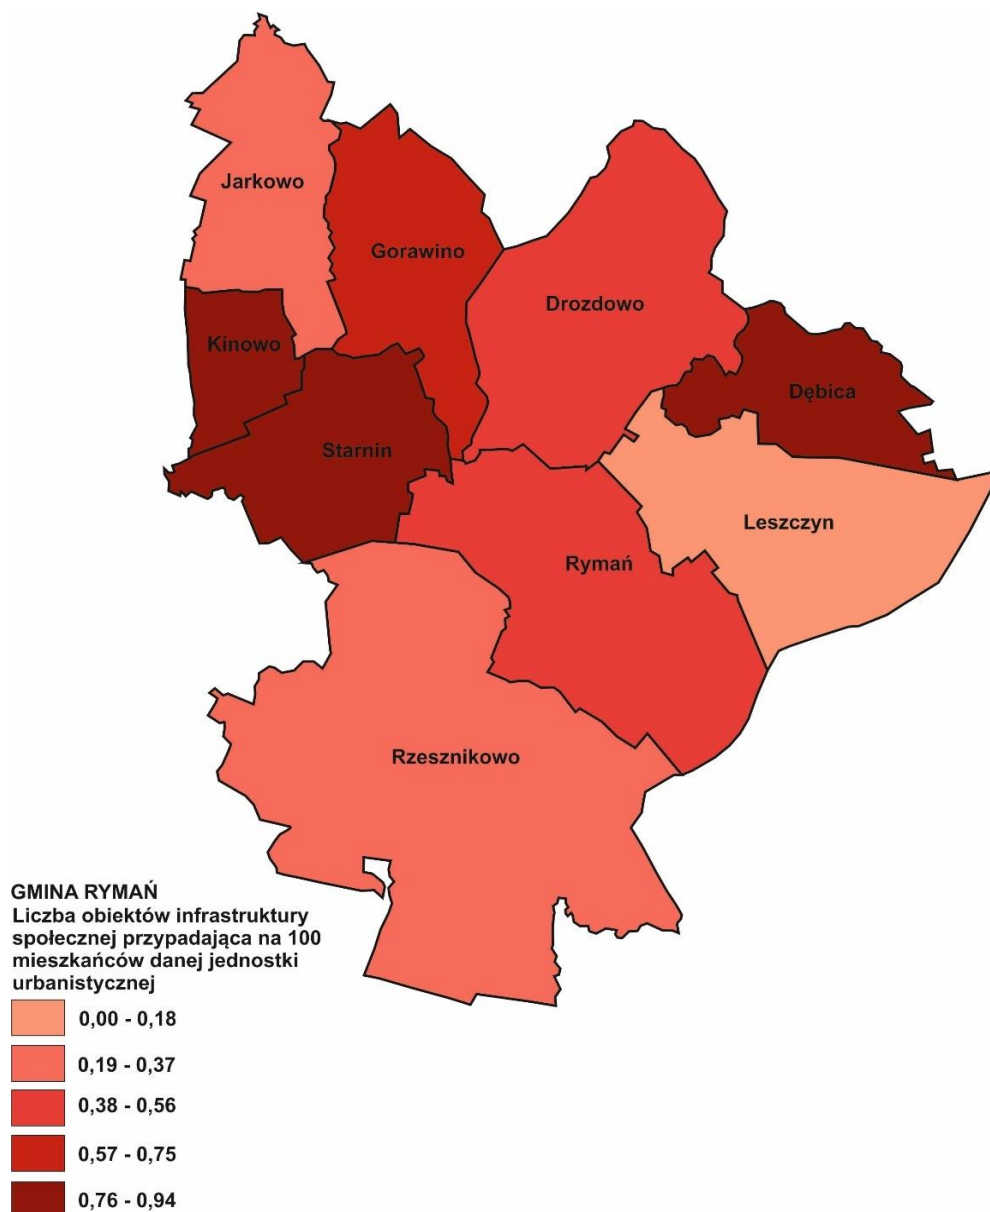 Jarkowo
Gorawino
Drozdowo
Kinowo
Dębica
Starnin
Leszczyn
Rymań
Rzesznikowo
GMINA RYMAŃ
Liczba obiektów infrastruktury
społecznej przypadająca na 100
mieszkańców danej jednostki
urbanistycznej
0,00 - 0,18
0,19 - 0,37
0,38 - 0,56
0,57 - 0,75
0,76 - 0,94